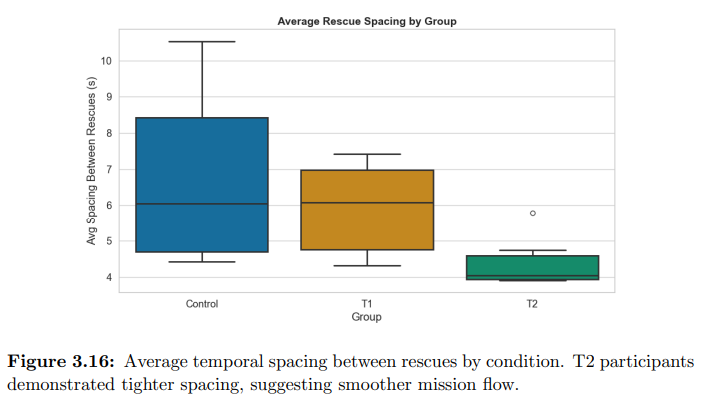 Average Rescue Spacing by Group
Avg Spacing Between Rescues (s)
10
9
8
7
6
5
4
Control T1 T2
Group
Figure 3.16: Average temporal spacing between rescues by condition. T2 participants
demonstrated tighter spacing, suggesting smoother mission flow.